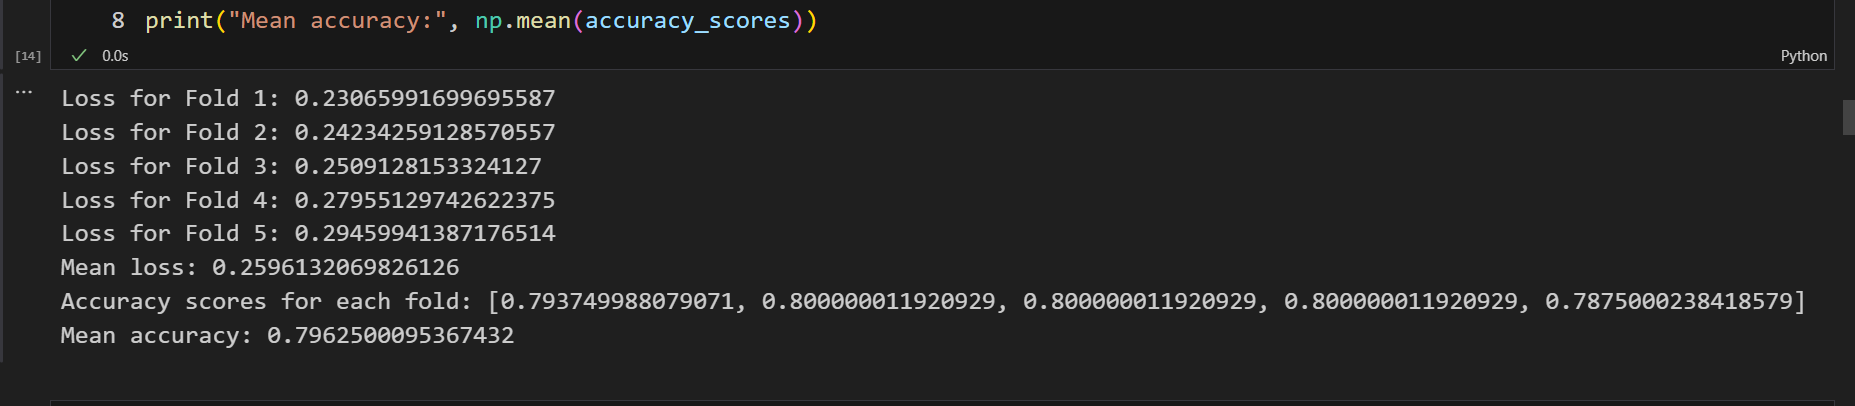 8 print("Mean accuracy:", np.mean(accuracy_scores))
[14] 0.0s Python
Loss for Fold 1: 0.23065991699695587
Loss for Fold 2: 0.24234259128570557
Loss for Fold 3: 0.2509128153324127
Loss for Fold 4: 0.27955129742622375
Loss for Fold 5: 0.29459941387176514
Mean loss: 0.2596132069826126
Accuracy scores for each fold: [0.793749988079071, 0.800000011920929, 0.800000011920929, 0.800000011920929, 0.7875000238418579]
Mean accuracy: 0.7962500095367432